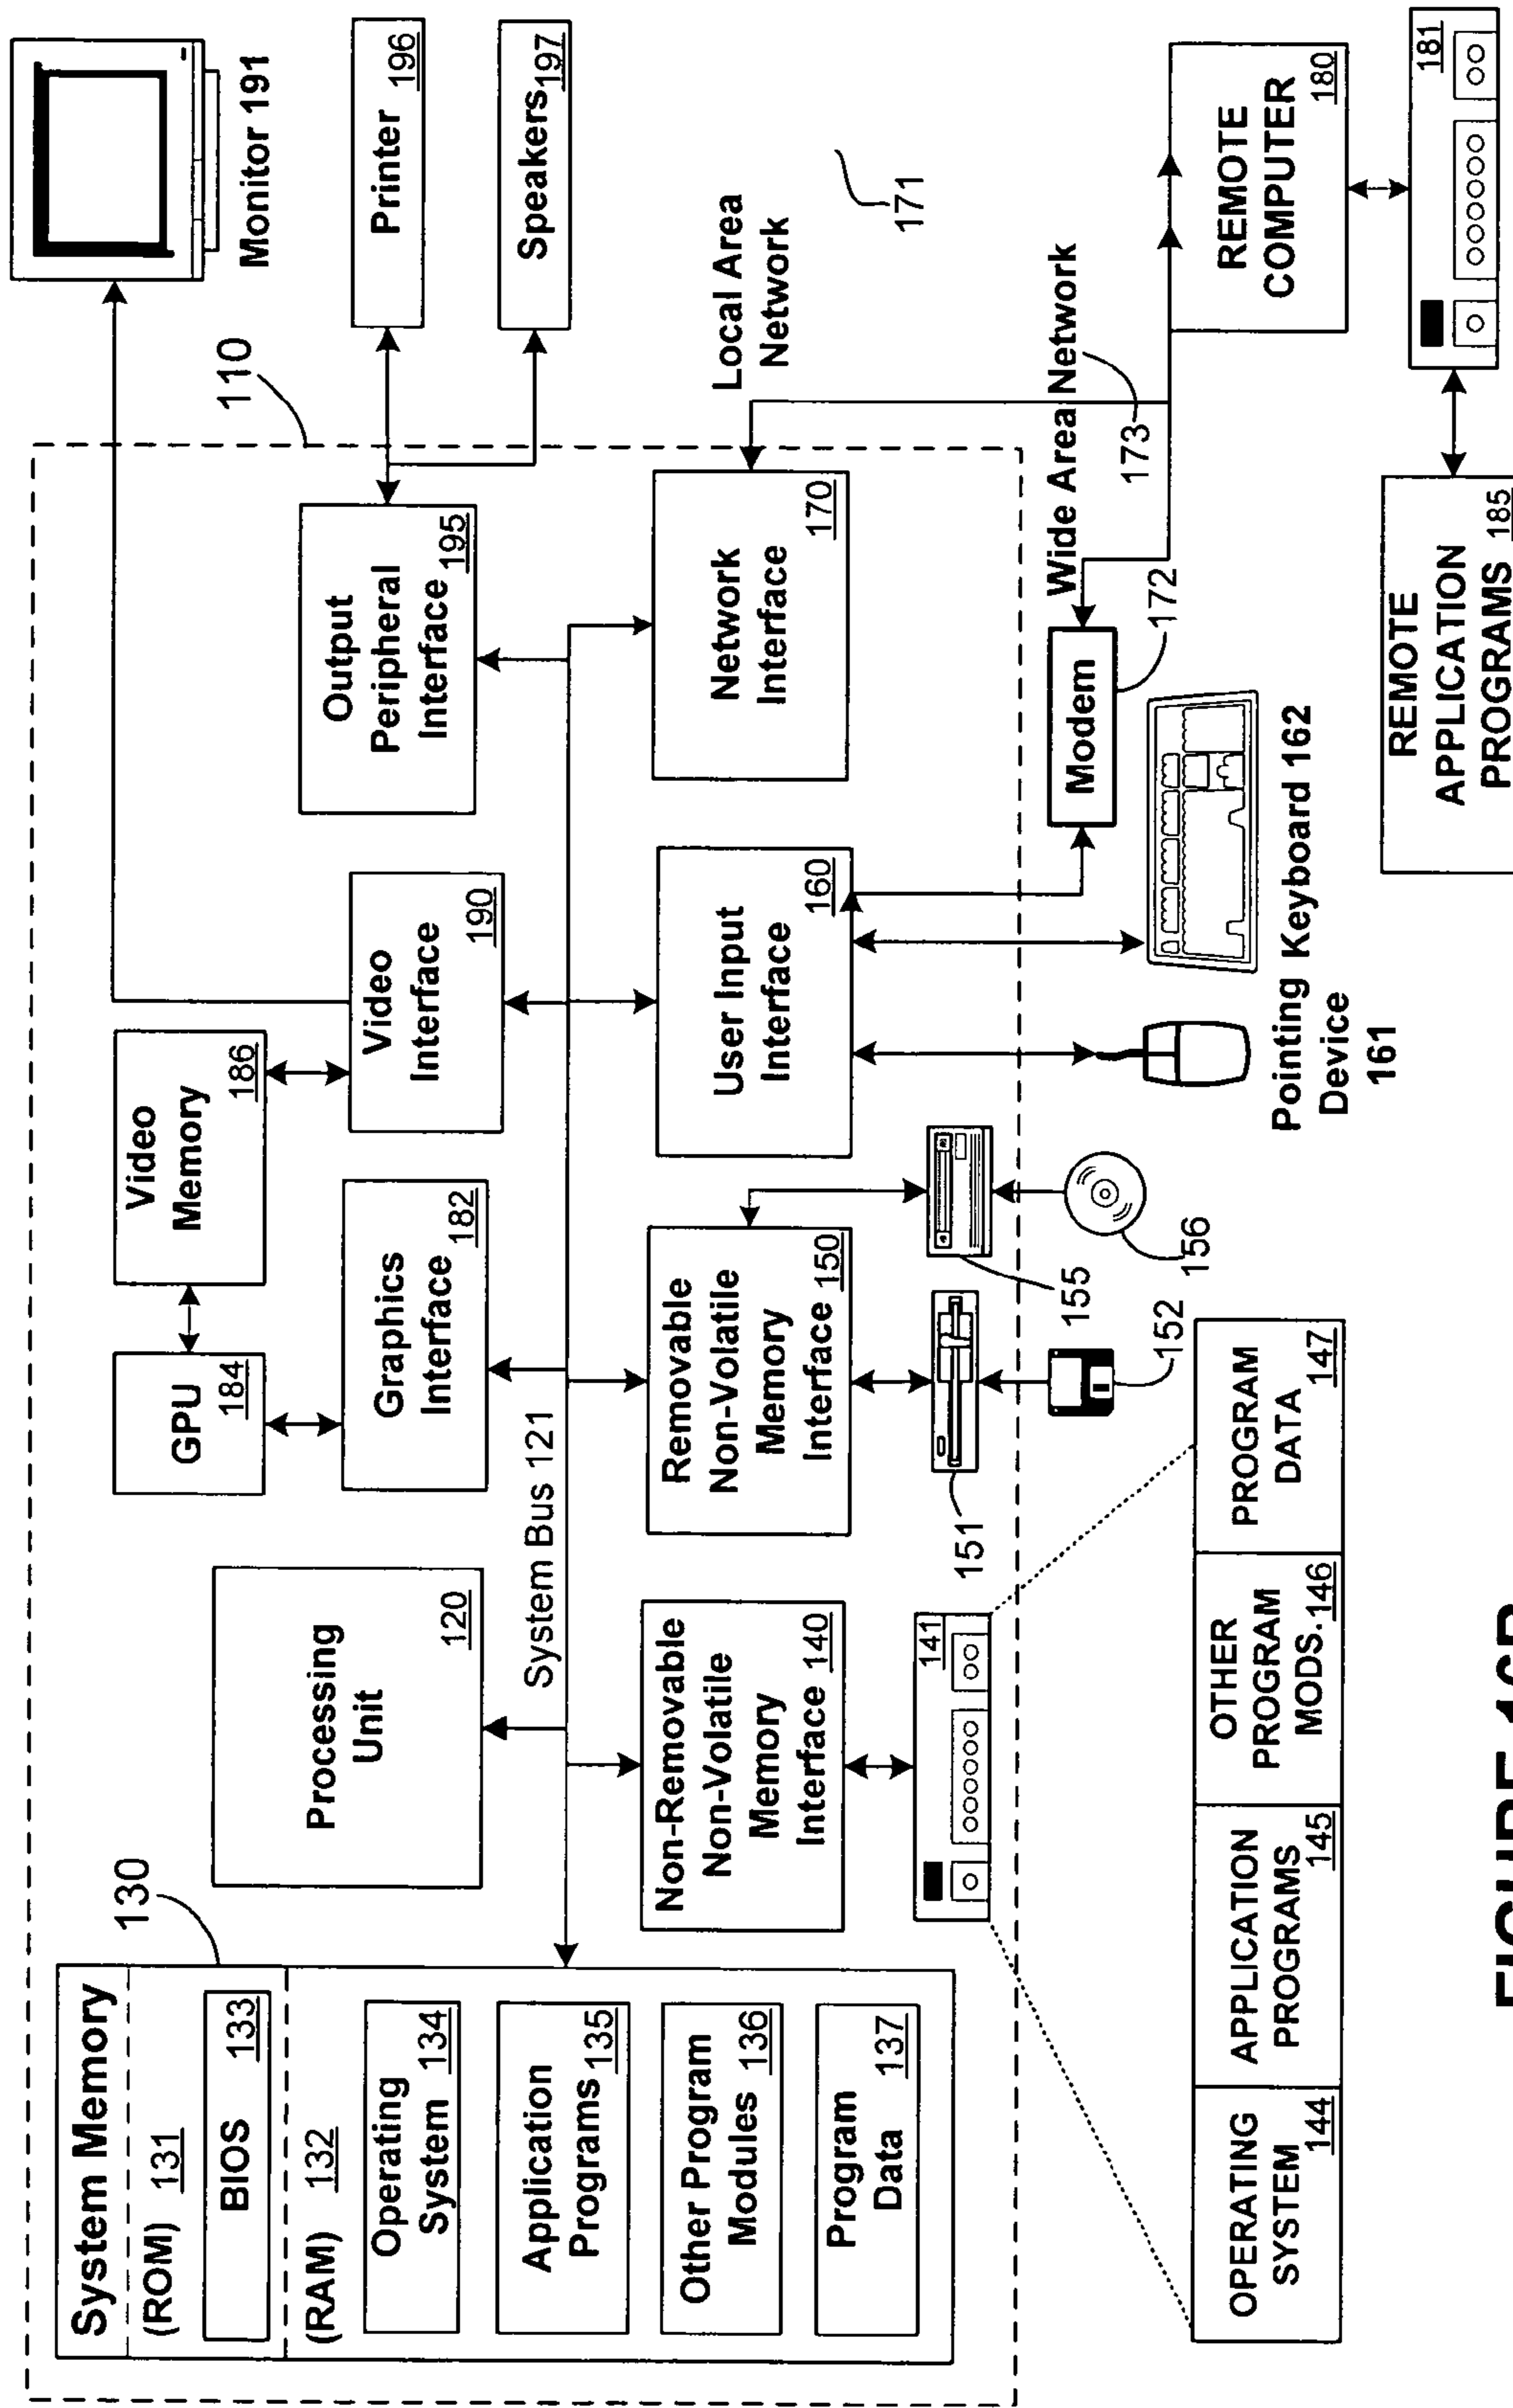 110
System Memory
(ROM) 131
BIOS 133
(RAM) 132
Operating
System 134
Application
Programs 135
Other Program
Modules 136
Program
Data 137
130
Processing
Unit
120
System Bus 121
GPU
184
Video
Memory
186
Graphics
Interface
182
Video
Interface
190
Output
Peripheral
Interface 195
Monitor 191
Printer 196
Speakers 197
Non-Removable
Non-Volatile
Memory
Interface 140
Removable
Non-Volatile
Memory
Interface 150
User Input
Interface
160
Network
Interface
170
Local Area
Network
171
141
151
152
155
156
Modem
172
Wide Area Network
173
Pointing
Device
161
Keyboard 162
REMOTE
COMPUTER
180
181
REMOTE
APPLICATION
PROGRAMS 185
OPERATING
SYSTEM
144
APPLICATION
PROGRAMS
145
OTHER
PROGRAM
MODS. 146
PROGRAM
DATA
147